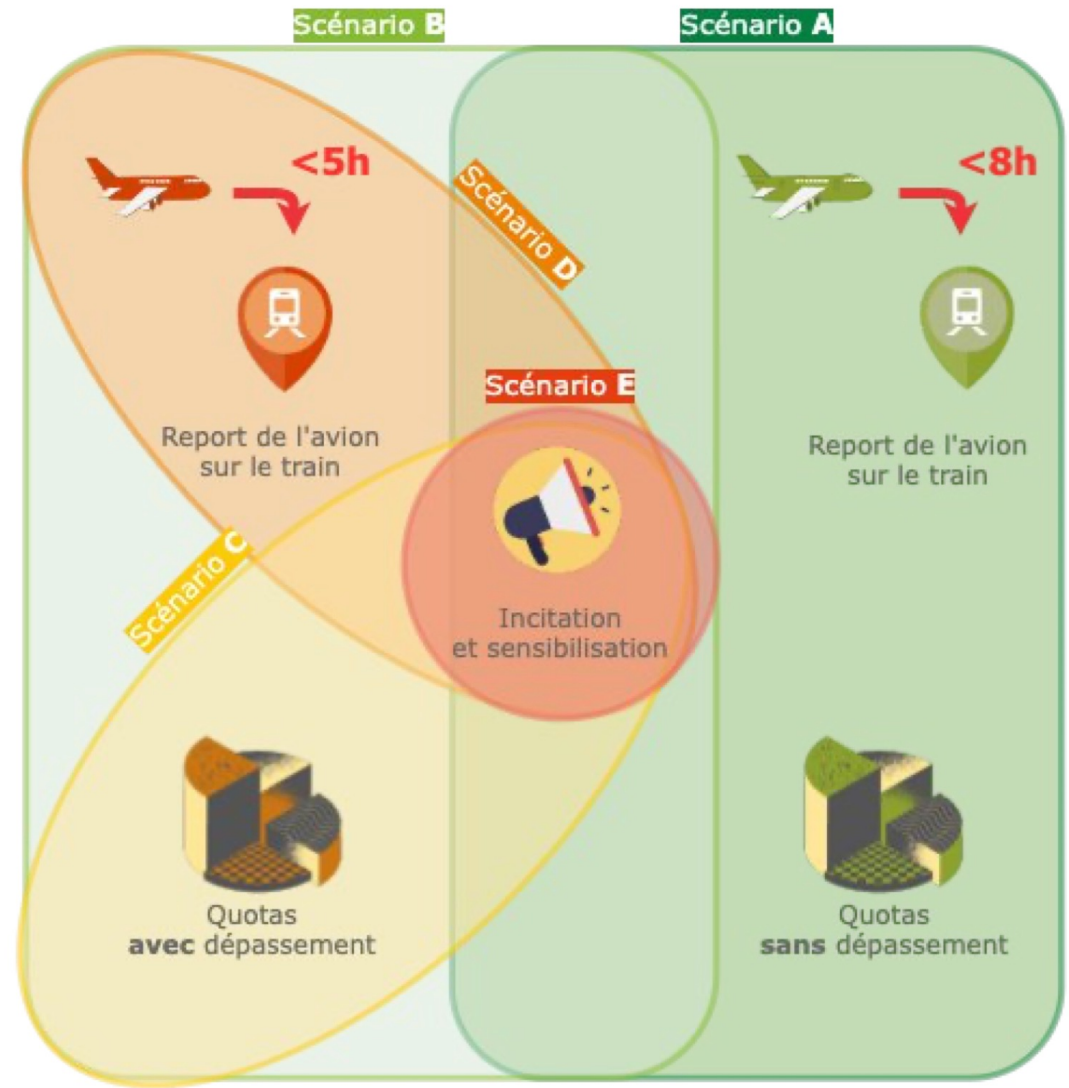 Scénario B
Scénario A
<5h
<8h
Scénario D
Scénario E
Report de l'avion
sur le train
Report de l'avion
sur le train
Scénario C
Incitation
et sensibilisation
Quotas
avec dépassement
Quotas
sans dépassement